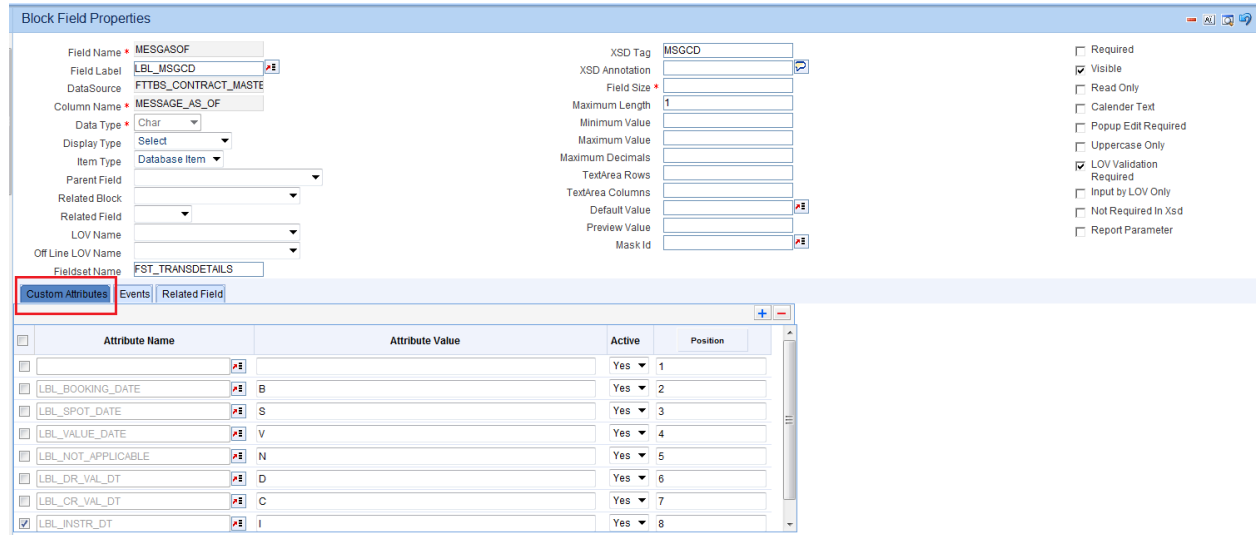 Block Field Properties
Field Name * MESGASOF
Field Label LBL_MSGCD
DataSource FTTBS_CONTRACT_MASTE
Column Name * MESSAGE_AS_OF
Data Type * Char
Display Type Select
Item Type Database Item
Parent Field
Related Block
Related Field
LOV Name
Off Line LOV Name
Fieldset Name FST_TRANSDETAILS
XSD Tag MSGCD
XSD Annotation
Field Size *
Maximum Length 1
Minimum Value
Maximum Value
Maximum Decimals
TextArea Rows
TextArea Columns
Default Value
Preview Value
Mask Id
Required
Visible
Read Only
Calender Text
Popup Edit Required
Uppercase Only
LOV Validation
Required
Input by LOV Only
Not Required In Xsd
Report Parameter
Custom Attributes Events Related Field
Attribute Name Attribute Value Active Position
Yes 1
LBL_BOOKING_DATE B Yes 2
LBL_SPOT_DATE S Yes 3
LBL_VALUE_DATE V Yes 4
LBL_NOT_APPLICABLE N Yes 5
LBL_DR_VAL_DT D Yes 6
LBL_CR_VAL_DT C Yes 7
LBL_INSTR_DT I Yes 8